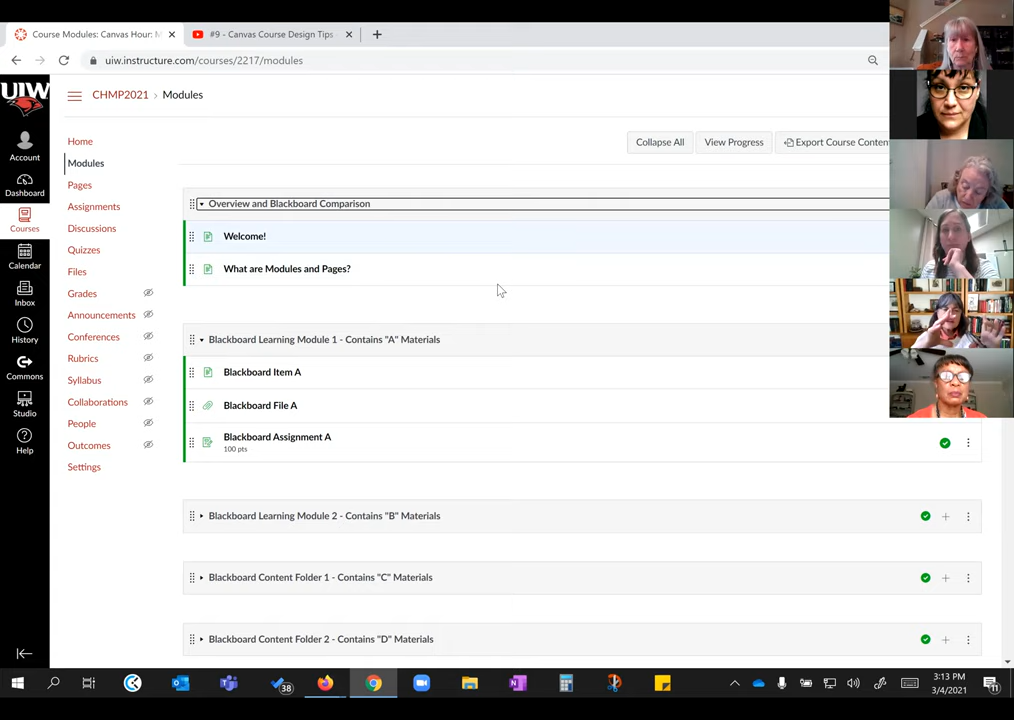 Course Modules: Canvas Hour: M
#9 - Canvas Course Design Tips
uiw.instructure.com/courses/2217/modules
UIW
CHMP2021 › Modules
Account
Dashboard
Courses
Calendar
Inbox
History
Commons
Studio
Help
Home
Modules
Pages
Assignments
Discussions
Quizzes
Files
Grades
Announcements
Conferences
Rubrics
Syllabus
Collaborations
People
Outcomes
Settings
Collapse All
View Progress
Export Course Content
Overview and Blackboard Comparison
Welcome!
What are Modules and Pages?
Blackboard Learning Module 1 - Contains "A" Materials
Blackboard Item A
Blackboard File A
Blackboard Assignment A
100 pts
Blackboard Learning Module 2 - Contains "B" Materials
Blackboard Content Folder 1 - Contains "C" Materials
Blackboard Content Folder 2 - Contains "D" Materials
38
3:13 PM
3/4/2021
11